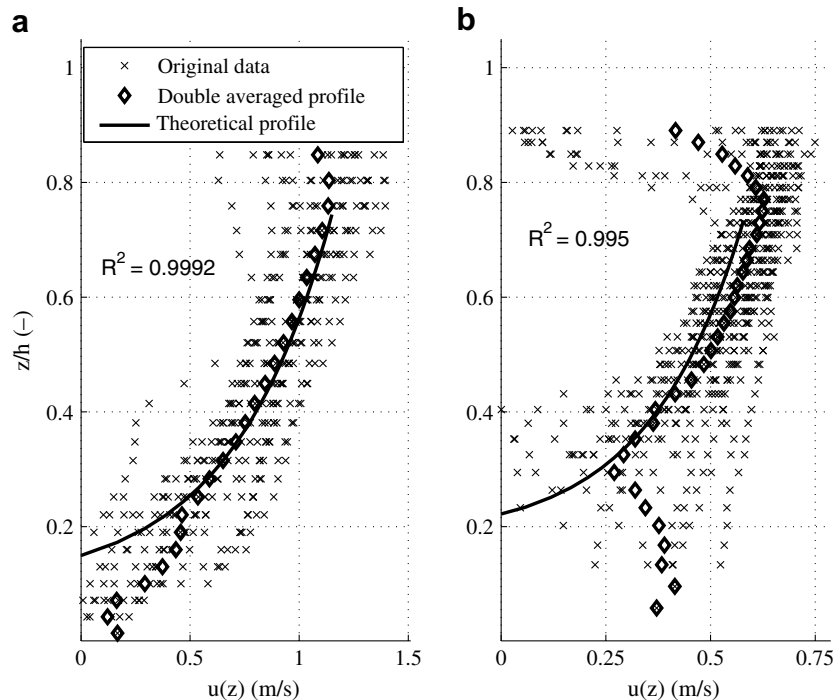 a
Original data
Double averaged profile
Theoretical profile
R² = 0.9992
z/h (–)
1
0.8
0.6
0.4
0.2
0
0.5
1
1.5
u(z) (m/s)
b
R² = 0.995
1
0.8
0.6
0.4
0.2
0
0.25
0.5
0.75
u(z) (m/s)